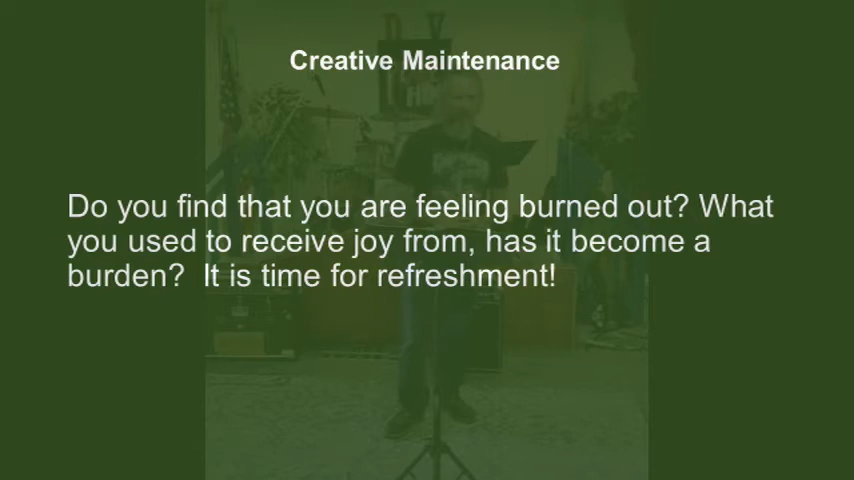 Creative Maintenance
Do you find that you are feeling burned out? What
you used to receive joy from, has it become a
burden?  It is time for refreshment!